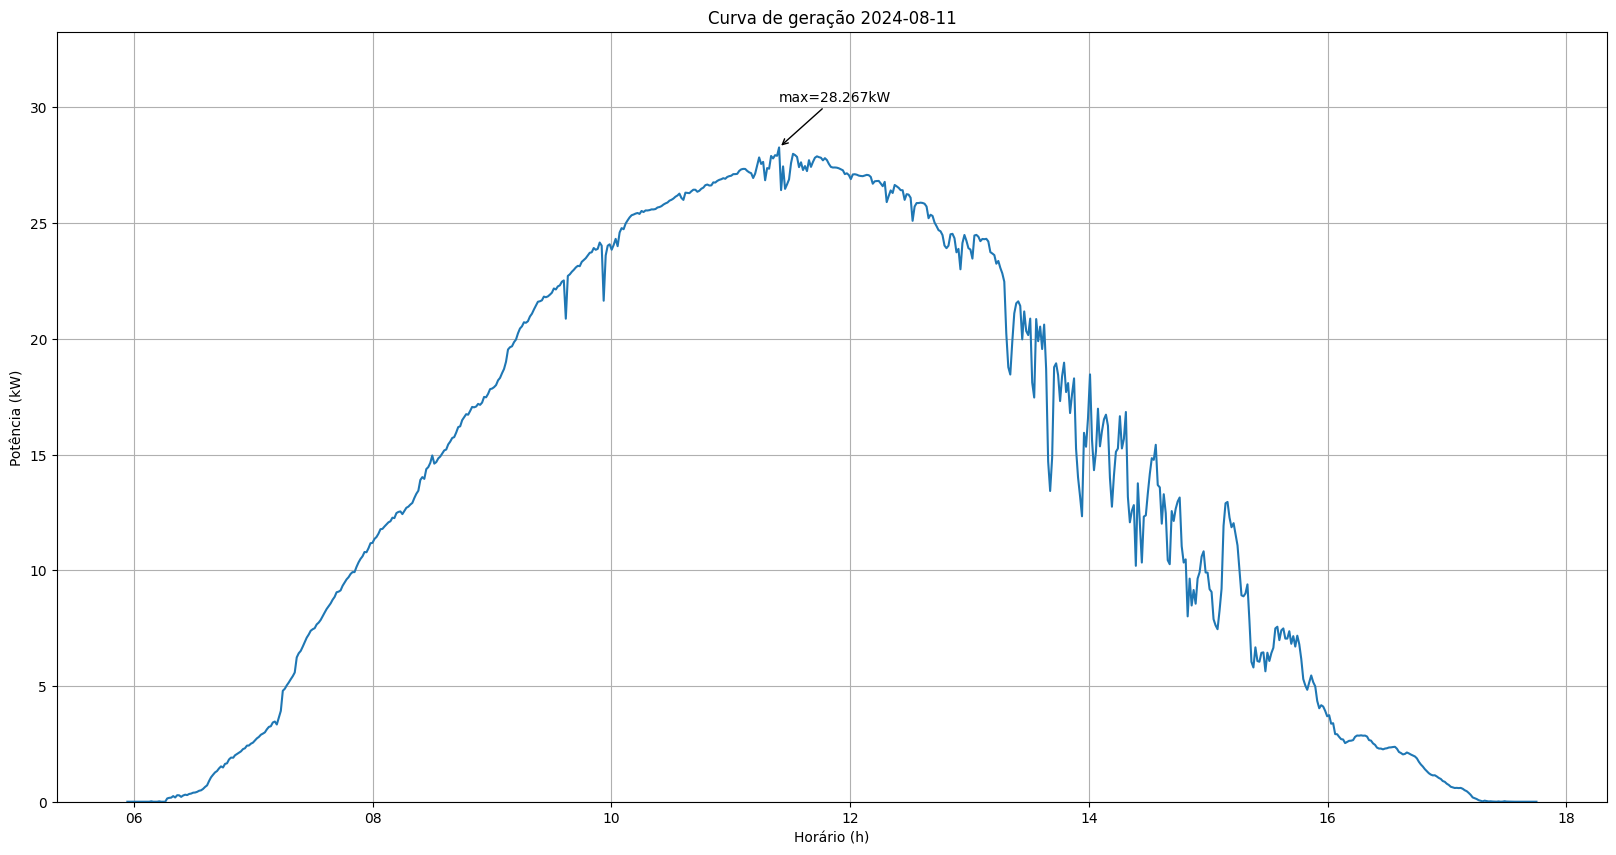 Curva de geração 2024-08-11
max=28.267kW
30
25
20
15
10
5
0
Potência (kW)
06 08 10 12 14 16 18
Horário (h)